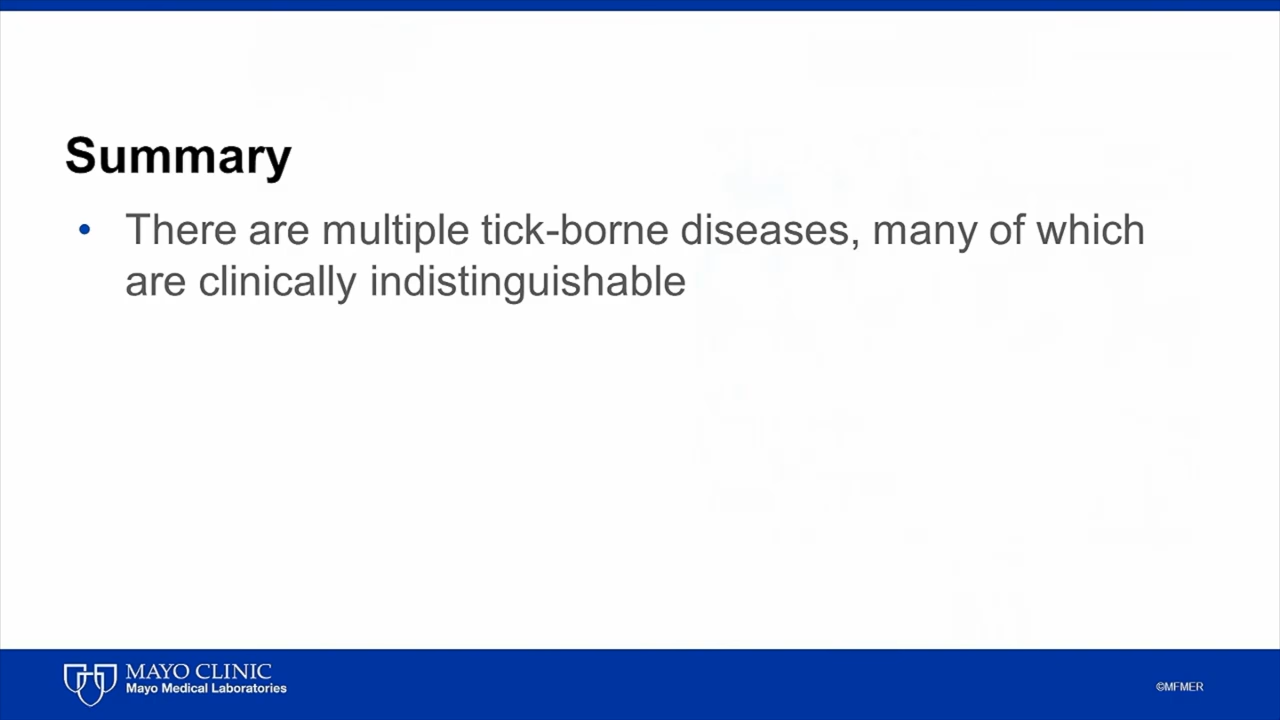 Summary
• There are multiple tick-borne diseases, many of which
are clinically indistinguishable
MAYO CLINIC
Mayo Medical Laboratories
©MFMER